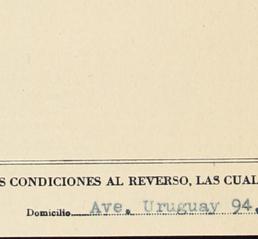 S CONDICIONES AL REVERSO, LAS CUAL
Domicilio Ave. Uruguay 94.